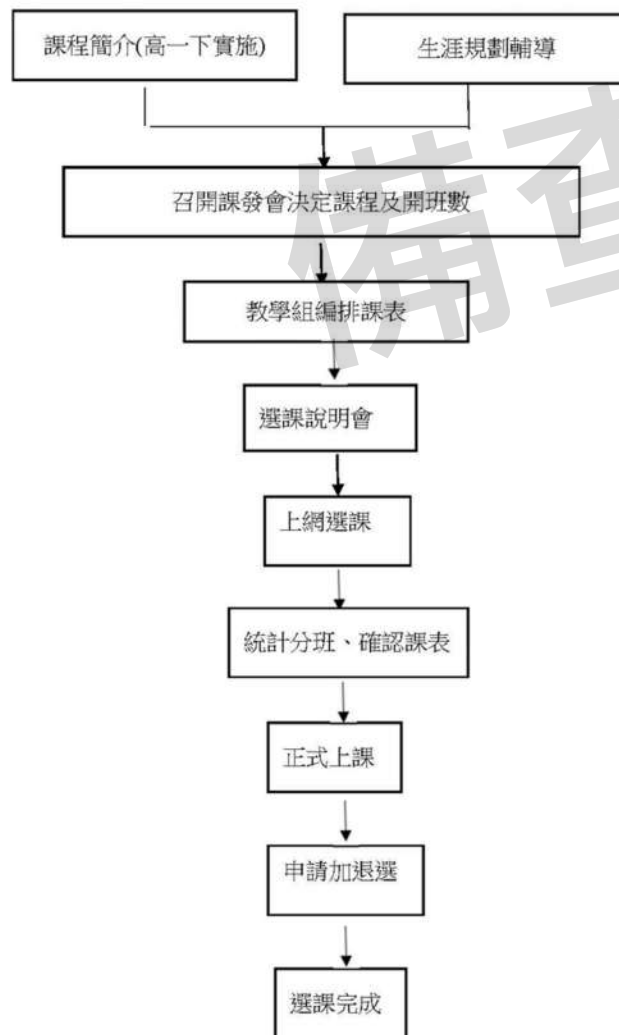 課程簡介(高一下實施)
生涯規劃輔導
召開課發會決定課程及開班數
教學組編排課表
選課說明會
上網選課
統計分班、確認課表
正式上課
申請加退選
選課完成
備查